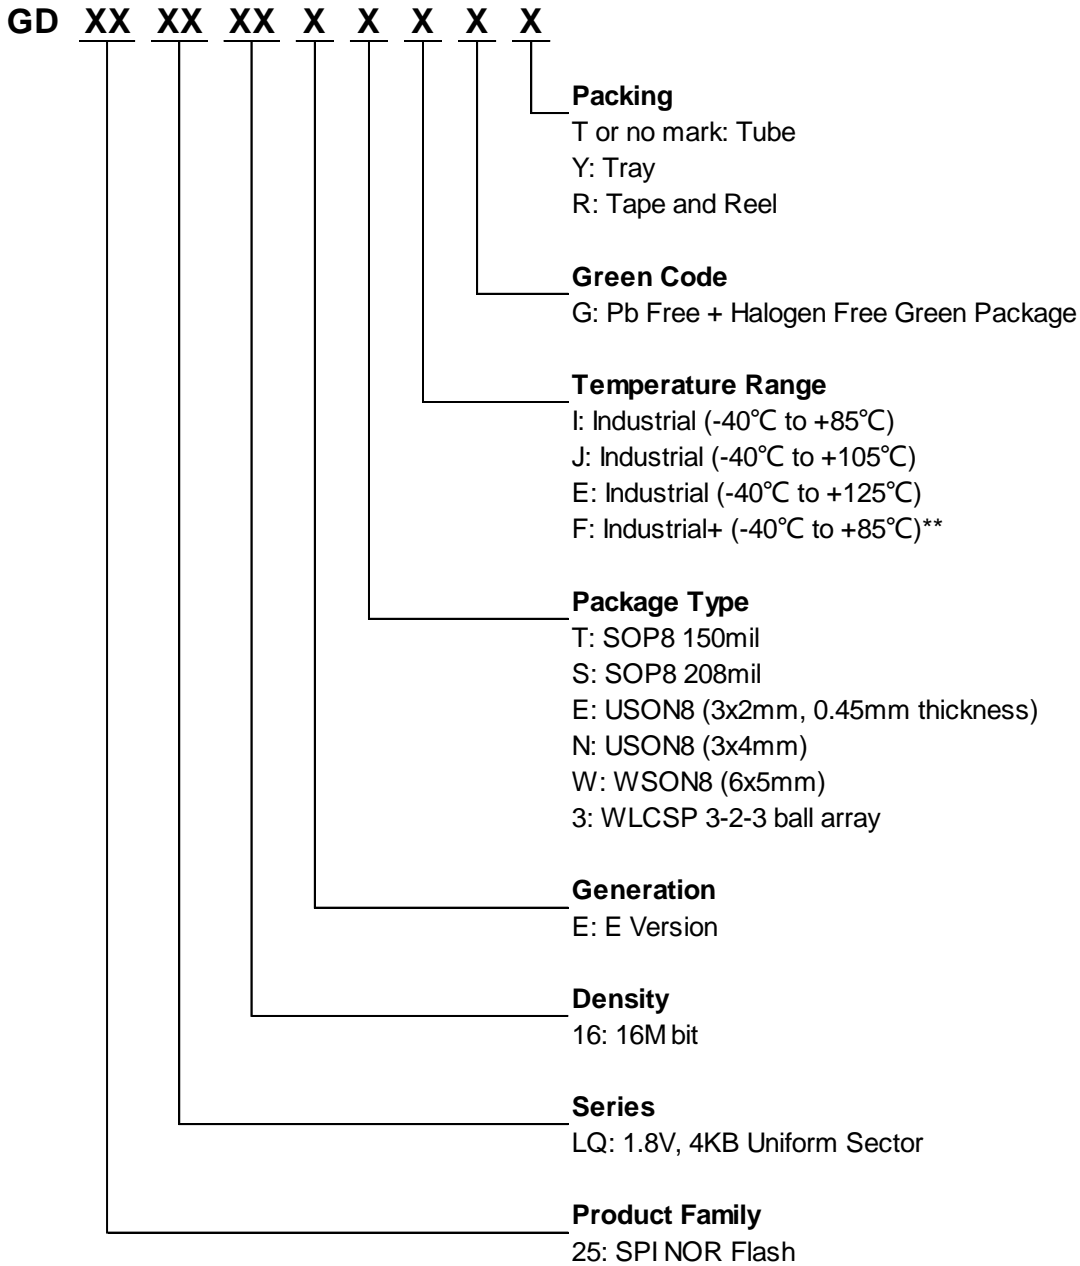 GD XX XX XX X X X X X
Packing
T or no mark: Tube
Y: Tray
R: Tape and Reel
Green Code
G: Pb Free + Halogen Free Green Package
Temperature Range
I: Industrial (-40℃ to +85℃)
J: Industrial (-40℃ to +105℃)
E: Industrial (-40℃ to +125℃)
F: Industrial+ (-40℃ to +85℃)**
Package Type
T: SOP8 150mil
S: SOP8 208mil
E: USON8 (3x2mm, 0.45mm thickness)
N: USON8 (3x4mm)
W: WSON8 (6x5mm)
3: WLCSP 3-2-3 ball array
Generation
E: E Version
Density
16: 16M bit
Series
LQ: 1.8V, 4KB Uniform Sector
Product Family
25: SPI NOR Flash